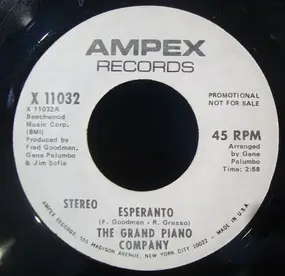 AMPEX
RECORDS
X 11032
X 11032A
Beechwood
Music Corp.
(BMI)
Produced by
Fred Goodman,
Gene Palumbo
& Jim Sofia
PROMOTIONAL
NOT FOR SALE
45 RPM
Arranged by
Gene Palumbo
Time: 2:58
STEREO
ESPERANTO
(F. Goodman - R. Grasso)
THE GRAND PIANO
COMPANY
AMPEX RECORDS, 555 MADISON AVENUE, NEW YORK CITY 10022 — MADE IN U.S.A.